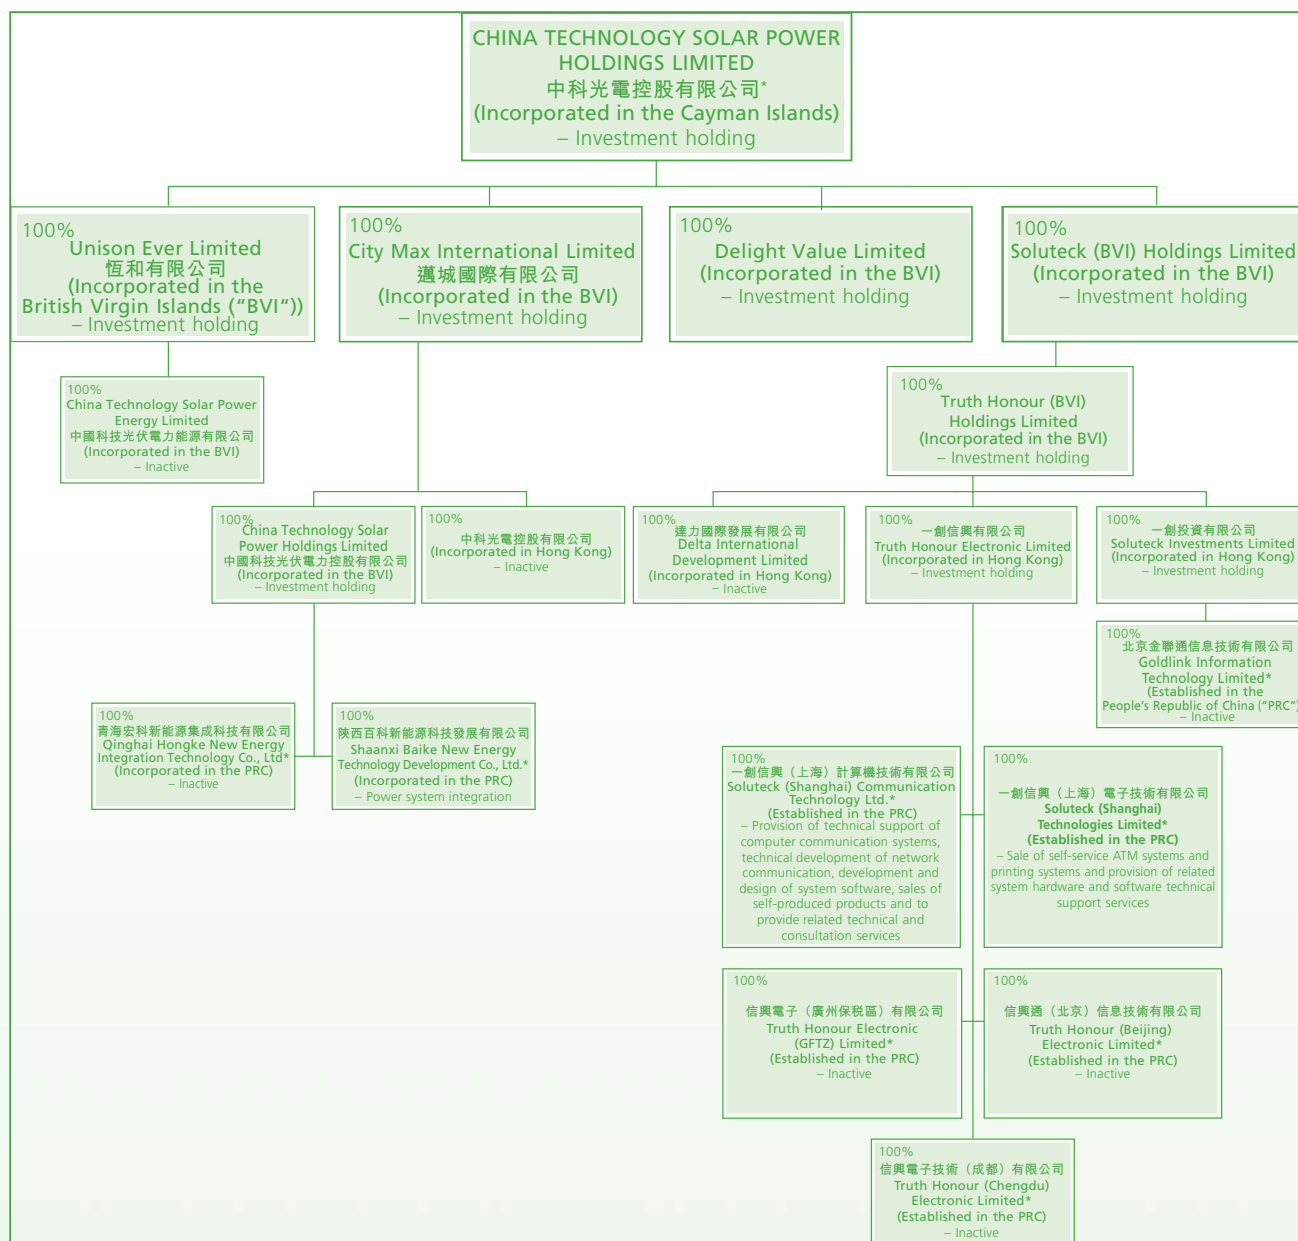 CHINA TECHNOLOGY SOLAR POWER
HOLDINGS LIMITED
中科光電控股有限公司*
(Incorporated in the Cayman Islands)
– Investment holding
100%
Unison Ever Limited
恆和有限公司
(Incorporated in the
British Virgin Islands (“BVI“))
– Investment holding
100%
City Max International Limited
邁城國際有限公司
(Incorporated in the BVI)
– Investment holding
100%
Delight Value Limited
(Incorporated in the BVI)
– Investment holding
100%
Soluteck (BVI) Holdings Limited
(Incorporated in the BVI)
– Investment holding
100%
China Technology Solar Power
Energy Limited
中國科技光伏電力能源有限公司
(Incorporated in the BVI)
– Inactive
100%
Truth Honour (BVI)
Holdings Limited
(Incorporated in the BVI)
– Investment holding
100%
China Technology Solar
Power Holdings Limited
中國科技光伏電力控股有限公司
(Incorporated in the BVI)
– Investment holding
100%
中科光電控股有限公司
(Incorporated in Hong Kong)
– Inactive
100%
達力國際發展有限公司
Delta International
Development Limited
(Incorporated in Hong Kong)
– Inactive
100%
一創信興有限公司
Truth Honour Electronic Limited
(Incorporated in Hong Kong)
– Investment holding
100%
一創投資有限公司
Soluteck Investments Limited
(Incorporated in Hong Kong)
– Investment holding
100%
北京金聯通信息技術有限公司
Goldlink Information
Technology Limited*
(Established in the
People’s Republic of China (“PRC“)
– Inactive
100%
青海宏科新能源集成科技有限公司
Qinghai Hongke New Energy
Integration Technology Co., Ltd*
(Incorporated in the PRC)
– Inactive
100%
陝西百科新能源科技發展有限公司
Shaanxi Baike New Energy
Technology Development Co., Ltd.*
(Incorporated in the PRC)
– Power system integration
100%
一創信興（上海）計算機技術有限公司
Soluteck (Shanghai) Communication
Technology Ltd.*
(Established in the PRC)
– Provision of technical support of
computer communication systems,
technical development of network
communication, development and
design of system software, sales of
self-produced products and to
provide related technical and
consultation services
100%
一創信興（上海）電子技術有限公司
Soluteck (Shanghai)
Technologies Limited*
(Established in the PRC)
– Sale of self-service ATM systems and
printing systems and provision of related
system hardware and software technical
support services
100%
信興電子（廣州保税區）有限公司
Truth Honour Electronic
(GFTZ) Limited*
(Established in the PRC)
– Inactive
100%
信興通（北京）信息技術有限公司
Truth Honour (Beijing)
Electronic Limited*
(Established in the PRC)
– Inactive
100%
信興電子技術（成都）有限公司
Truth Honour (Chengdu)
Electronic Limited*
(Established in the PRC)
– Inactive